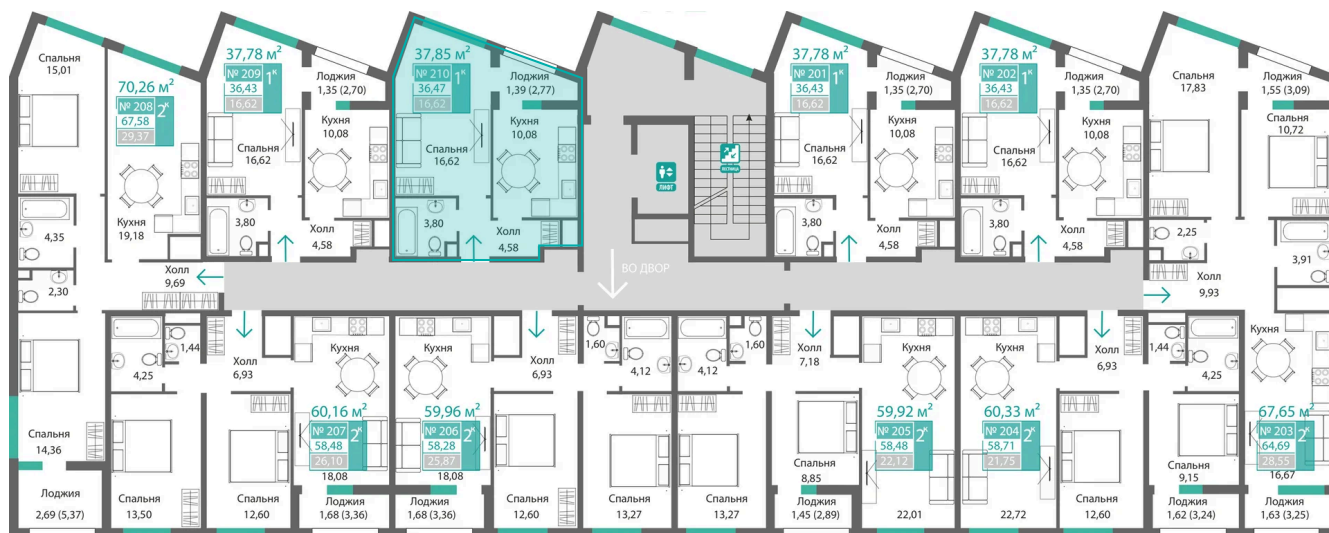 Спальня
15,01
70,26 м²
№ 208
67,58
29,37
2к
Кухня
19,18
4,35
2,30
Холл
9,69
Спальня
14,36
Лоджия
2,69 (5,37)
37,78 м²
№ 209
36,43
16,62
1к
Лоджия
1,35 (2,70)
Кухня
10,08
Спальня
16,62
3,80
Холл
4,58
37,85 м²
№ 210
36,47
16,62
1к
Лоджия
1,39 (2,77)
Кухня
10,08
Спальня
16,62
3,80
Холл
4,58
ЛИФТ
ЛЕСТНИЦА
ВО ДВОР
37,78 м²
№ 201
36,43
16,62
1к
Лоджия
1,35 (2,70)
Кухня
10,08
Спальня
16,62
3,80
Холл
4,58
37,78 м²
№ 202
36,43
16,62
1к
Лоджия
1,35 (2,70)
Кухня
10,08
Спальня
16,62
3,80
Холл
4,58
Спальня
17,83
Лоджия
1,55 (3,09)
Спальня
10,72
2,25
3,91
Холл
9,93
Кухня
67,65 м²
№ 203
64,69
28,55
2к
16,67
Лоджия
1,63 (3,25)
1,44
4,25
Холл
6,93
Кухня
60,16 м²
№ 207
58,48
26,10
2к
18,08
Спальня
13,50
Спальня
12,60
Лоджия
1,68 (3,36)
Кухня
Холл
6,93
59,96 м²
№ 206
58,28
25,87
2к
18,08
Лоджия
1,68 (3,36)
Спальня
12,60
1,60
4,12
Спальня
13,27
1,60
4,12
Холл
7,18
Кухня
59,92 м²
№ 205
58,48
22,12
2к
Спальня
13,27
Спальня
8,85
Лоджия
1,45 (2,89)
22,01
Кухня
Холл
6,93
60,33 м²
№ 204
58,71
21,75
2к
22,72
Спальня
12,60
1,44
4,25
Спальня
9,15
Лоджия
1,62 (3,24)